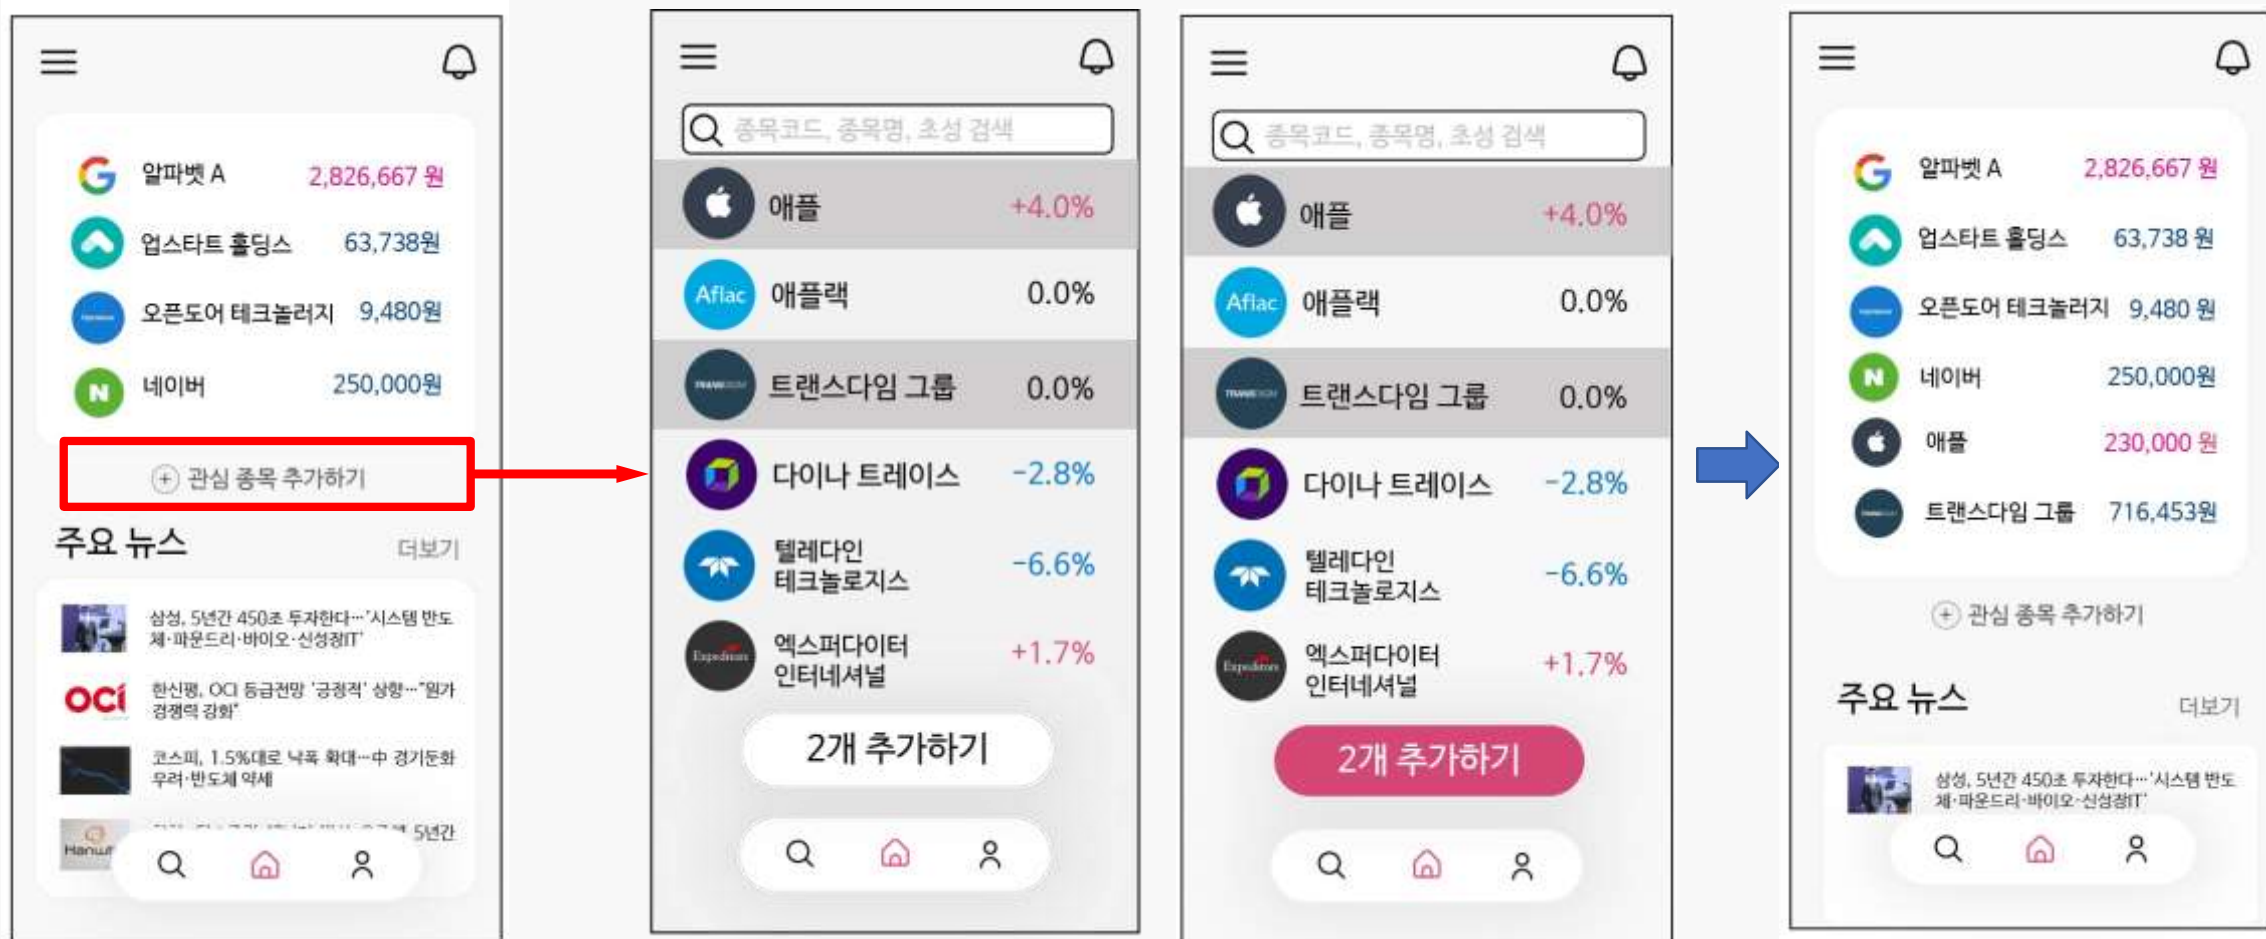 알파벳 A 2,826,667 원
업스타트 홀딩스 63,738원
오픈도어 테크놀러지 9,480원
N 네이버 250,000원
관심 종목 추가하기
주요 뉴스 더보기
삼성, 5년간 450조 투자한다…'시스템 반도
체·파운드리·바이오·신성장IT'
OCI 한신평, OCI 등급전망 '긍정적' 상향…"원가
경쟁력 강화"
코스피, 1.5%대로 낙폭 확대…中 경기둔화
우려·반도체 약세
5년간
종목코드, 종목명, 초성 검색
애플 +4.0%
Aflac 애플랙 0.0%
트랜스다임 그룹 0.0%
다이나 트레이스 -2.8%
텔레다인
테크놀로지스 -6.6%
Expeditors 엑스퍼다이터
인터네셔널 +1.7%
2개 추가하기
종목코드, 종목명, 초성 검색
애플 +4.0%
Aflac 애플랙 0.0%
트랜스다임 그룹 0.0%
다이나 트레이스 -2.8%
텔레다인
테크놀로지스 -6.6%
Expeditors 엑스퍼다이터
인터네셔널 +1.7%
2개 추가하기
알파벳 A 2,826,667 원
업스타트 홀딩스 63,738 원
오픈도어 테크놀러지 9,480 원
N 네이버 250,000원
애플 230,000 원
트랜스다임 그룹 716,453원
관심 종목 추가하기
주요 뉴스 더보기
삼성, 5년간 450조 투자한다…'시스템 반도
체·파운드리·바이오·신성장IT'